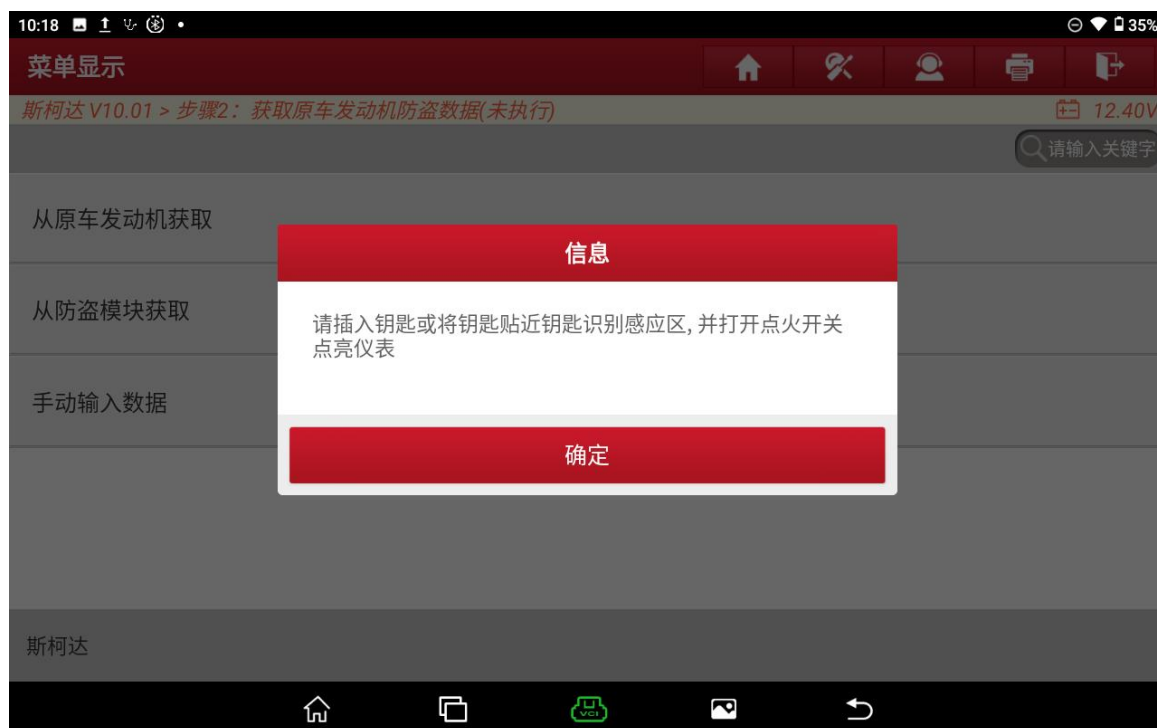 10:18
35%
菜单显示
斯柯达 V10.01 > 步骤2：获取原车发动机防盗数据(未执行)
12.40V
请输入关键字
从原车发动机获取
信息
从防盗模块获取
请插入钥匙或将钥匙贴近钥匙识别感应区, 并打开点火开关
点亮仪表
手动输入数据
确定
斯柯达
VCI